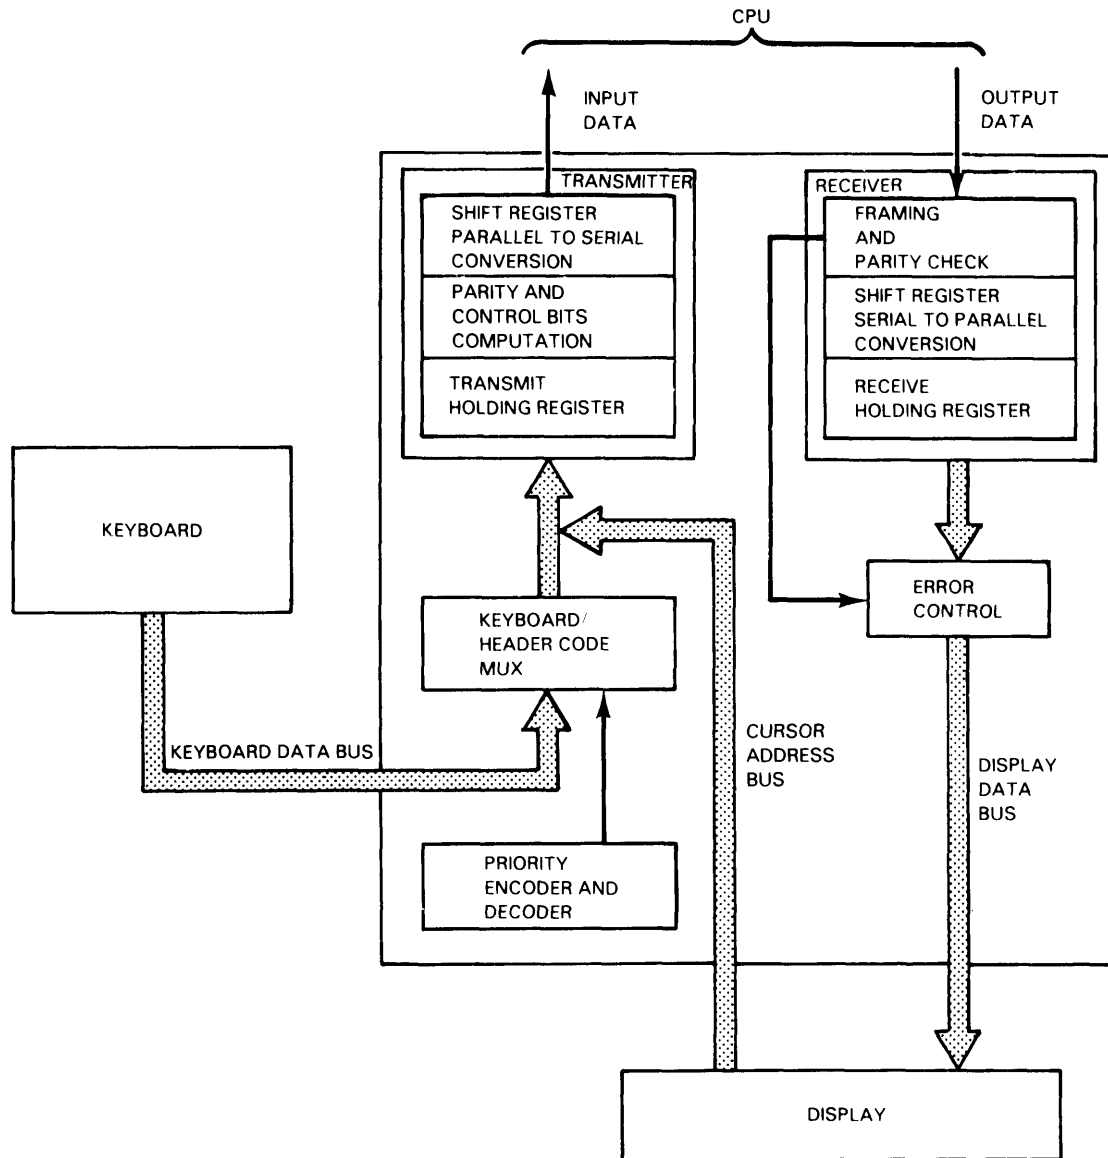 CPU
INPUT
DATA
OUTPUT
DATA
TRANSMITTER
SHIFT REGISTER
PARALLEL TO SERIAL
CONVERSION
PARITY AND
CONTROL BITS
COMPUTATION
TRANSMIT
HOLDING REGISTER
RECEIVER
FRAMING
AND
PARITY CHECK
SHIFT REGISTER
SERIAL TO PARALLEL
CONVERSION
RECEIVE
HOLDING REGISTER
KEYBOARD
KEYBOARD/
HEADER CODE
MUX
ERROR
CONTROL
KEYBOARD DATA BUS
CURSOR
ADDRESS
BUS
DISPLAY
DATA
BUS
PRIORITY
ENCODER AND
DECODER
DISPLAY